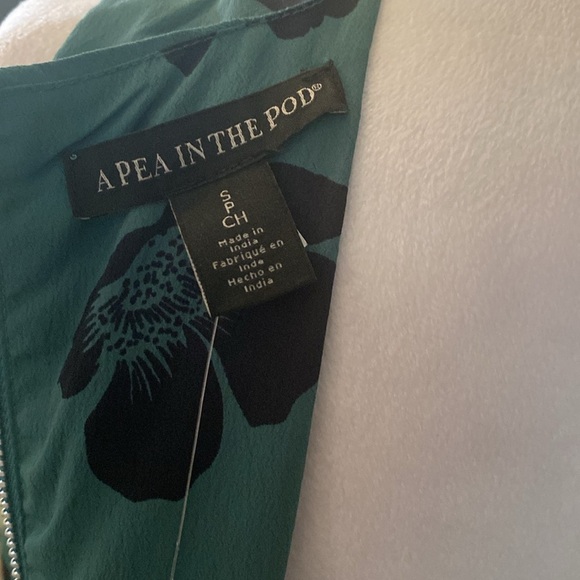 A PEA IN THE POD®
S
P
CH
Made in
India
Fabriqué en
Inde
Hecho en
India